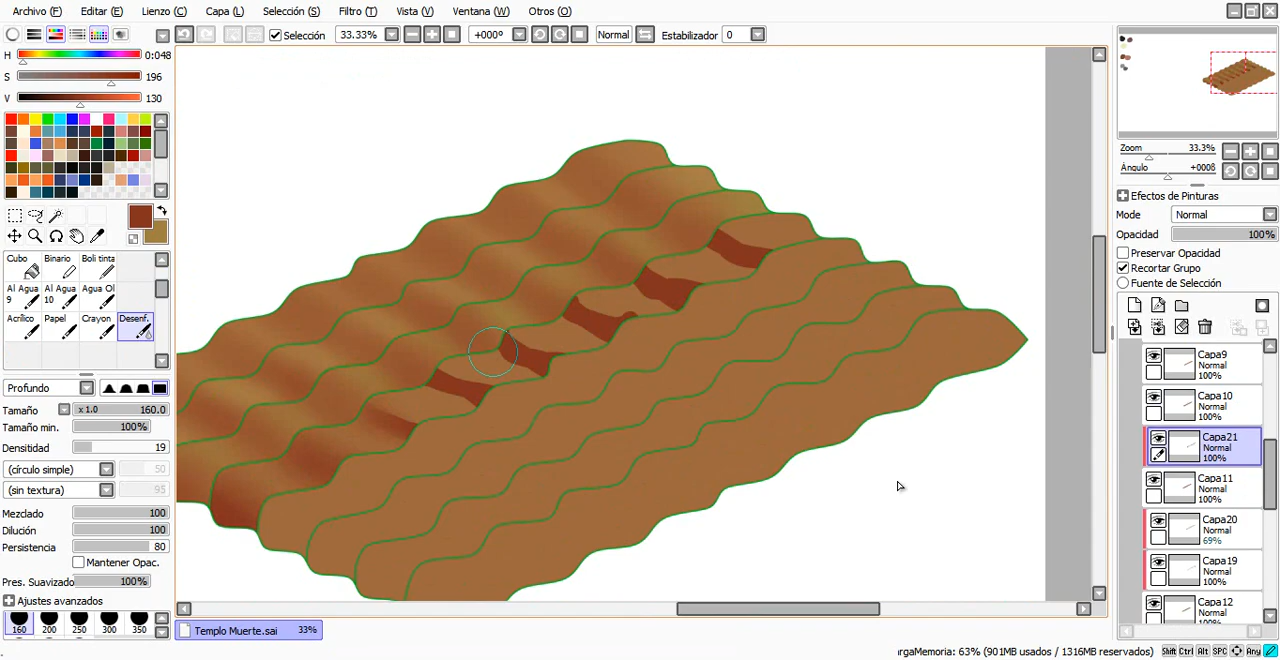 Archivo (F) Editar (E) Lienzo (C) Capa (L) Selección (S) Filtro (T) Vista (V) Ventana (W) Otros (O)
Selección 33.33% +000° Normal Estabilizador 0
H 0:048
S 196
V 130
Cubo Binario Boli tinta
Al Agua 9 Al Agua 10 Agua Ol
Acrílico Papel Crayon Desenf.
Profundo
Tamaño x 1.0 160.0
Tamaño min. 100%
Densidad 19
(círculo simple) 50
(sin textura) 95
Mezclado 100
Dilución 100
Persistencia 80
Mantener Opac.
Pres. Suavizado 100%
Ajustes avanzados
160 200 250 300 350
Templo Muerte.sai 33%
Zoom 33.3%
Ángulo +000ß
Efectos de Pinturas
Modo Normal
Opacidad 100%
Preservar Opacidad
Recortar Grupo
Fuente de Selección
Capa9
Normal
100%
Capa10
Normal
100%
Capa21
Normal
100%
Capa11
Normal
100%
Capa20
Normal
69%
Capa19
Normal
100%
Capa12
Normal
argaMemoria: 63% (901MB usados / 1316MB reservados) Shift Ctrl Alt SPC Any